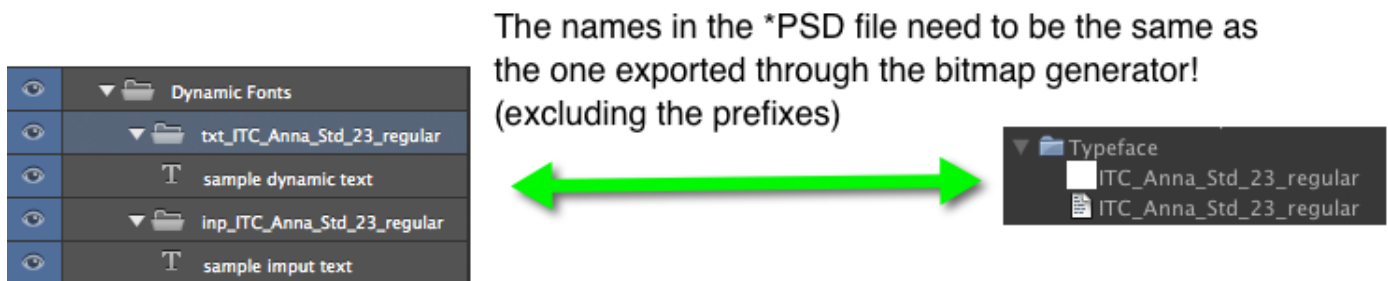 The names in the *PSD file need to be the same as
the one exported through the bitmap generator!
(excluding the prefixes)
Dynamic Fonts
txt_ITC_Anna_Std_23_regular
T sample dynamic text
inp_ITC_Anna_Std_23_regular
T sample imput text
Typeface
ITC_Anna_Std_23_regular
ITC_Anna_Std_23_regular